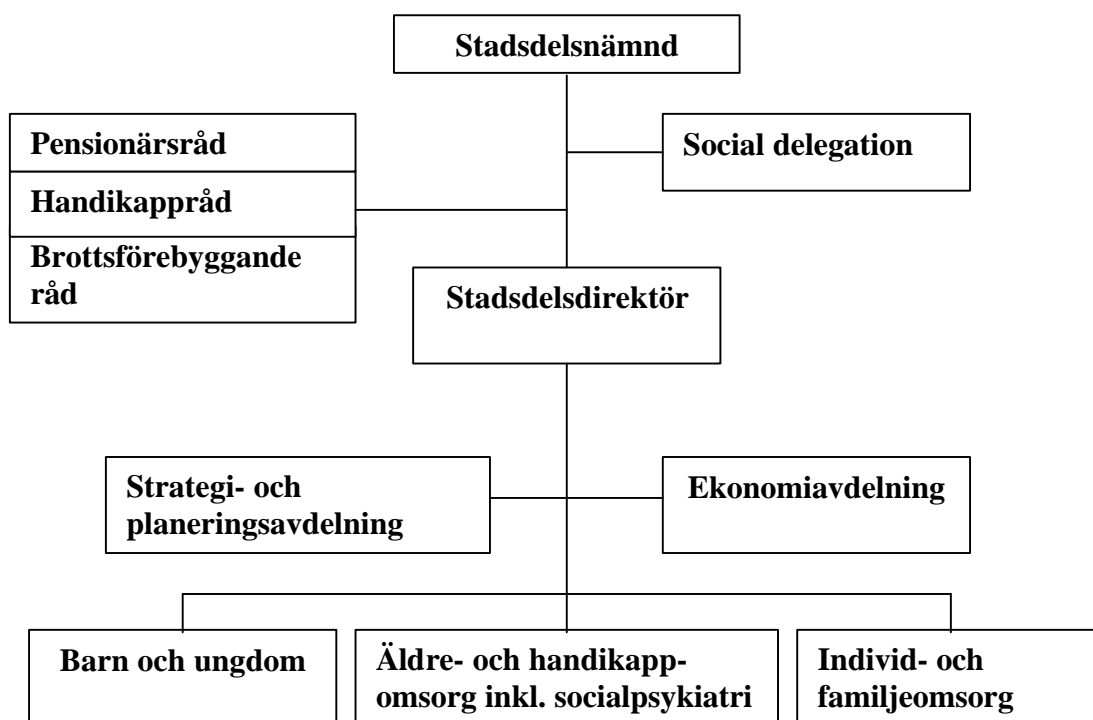 Stadsdelsnämnd
Pensionärsråd
Handikappråd
Brottsförebyggande
råd
Social delegation
Stadsdelsdirektör
Strategi- och
planeringsavdelning
Ekonomiavdelning
Barn och ungdom
Äldre- och handikapp-
omsorg inkl. socialpsykiatri
Individ- och
familjeomsorg